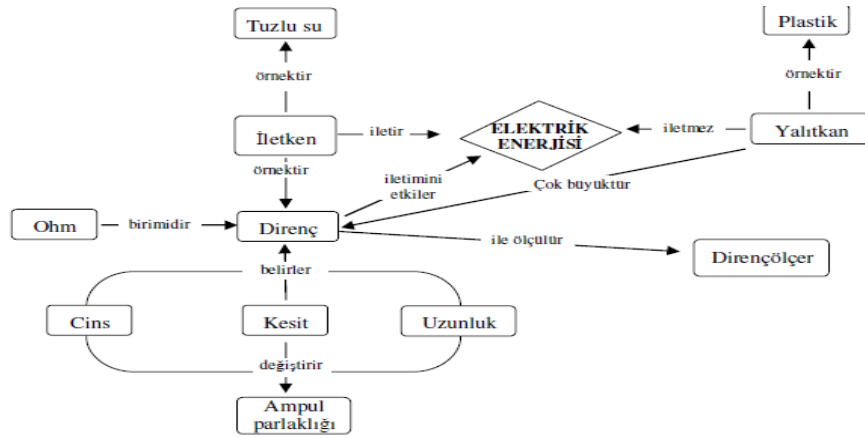 Tuzlu su
Plastik
örnektir
örnektir
İletken
iletir
ELEKTRİK
ENERJİSİ
iletmez
Yalıtkan
örnektir
iletimini
etkiler
Çok büyüktür
Ohm
birimidir
Direnç
ile ölçülür
Dirençölçer
belirler
Cins
Kesit
Uzunluk
değiştirir
Ampul
parlaklığı